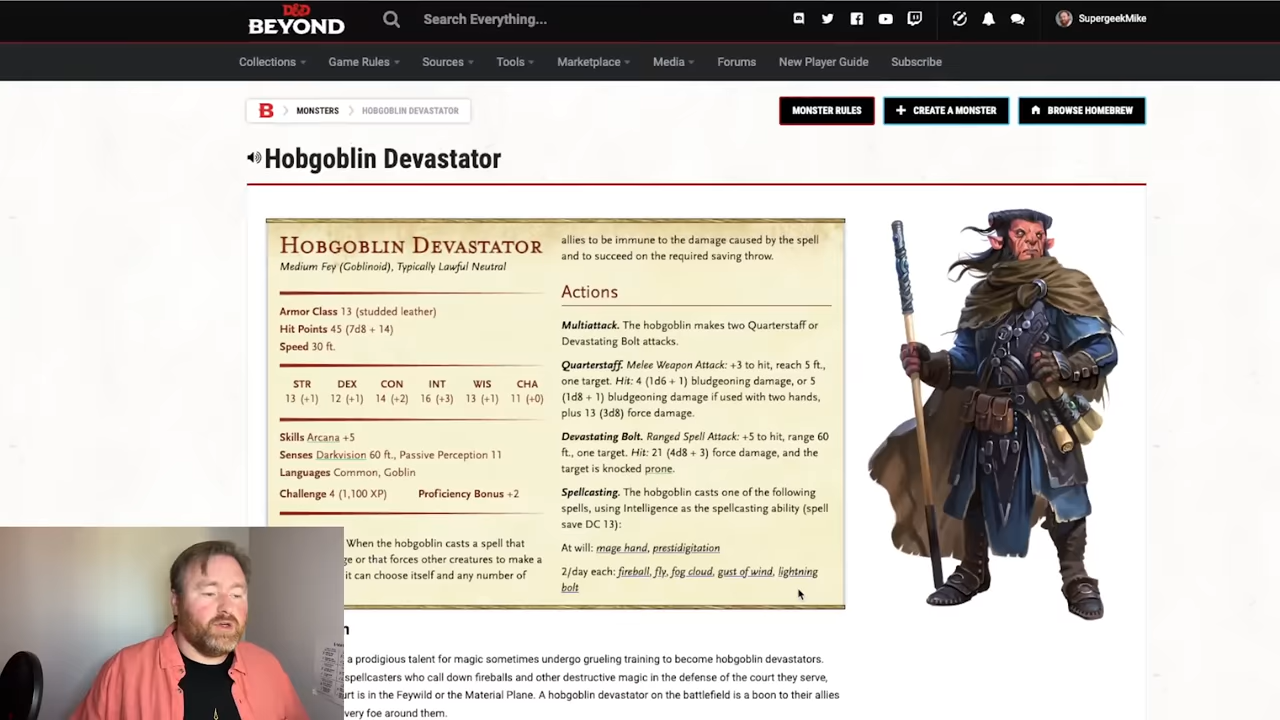 D&D
BEYOND
Search Everything...
SupergeekMike
Collections
Game Rules
Sources
Tools
Marketplace
Media
Forums
New Player Guide
Subscribe
B
MONSTERS
HOBGOBLIN DEVASTATOR
MONSTER RULES
+ CREATE A MONSTER
BROWSE HOMEBREW
Hobgoblin Devastator
HOBGOBLIN DEVASTATOR
Medium Fey (Goblinoid), Typically Lawful Neutral
Armor Class 13 (studded leather)
Hit Points 45 (7d8 + 14)
Speed 30 ft.
STR DEX CON INT WIS CHA
13 (+1) 12 (+1) 14 (+2) 16 (+3) 13 (+1) 11 (+0)
Skills Arcana +5
Senses Darkvision 60 ft., Passive Perception 11
Languages Common, Goblin
Challenge 4 (1,100 XP) Proficiency Bonus +2
When the hobgoblin casts a spell that
or that forces other creatures to make a
it can choose itself and any number of
allies to be immune to the damage caused by the spell
and to succeed on the required saving throw.
Actions
Multiattack. The hobgoblin makes two Quarterstaff or
Devastating Bolt attacks.
Quarterstaff. Melee Weapon Attack: +3 to hit, reach 5 ft.,
one target. Hit: 4 (1d6 + 1) bludgeoning damage, or 5
(1d8 + 1) bludgeoning damage if used with two hands,
plus 13 (3d8) force damage.
Devastating Bolt. Ranged Spell Attack: +5 to hit, range 60
ft., one target. Hit: 21 (4d8 + 3) force damage, and the
target is knocked prone.
Spellcasting. The hobgoblin casts one of the following
spells, using Intelligence as the spellcasting ability (spell
save DC 13):
At will: mage hand, prestidigitation
2/day each: fireball, fly, fog cloud, gust of wind, lightning
bolt
a prodigious talent for magic sometimes undergo grueling training to become hobgoblin devastators.
spellcasters who call down fireballs and other destructive magic in the defense of the court they serve,
urt is in the Feywild or the Material Plane. A hobgoblin devastator on the battlefield is a boon to their allies
very foe around them.